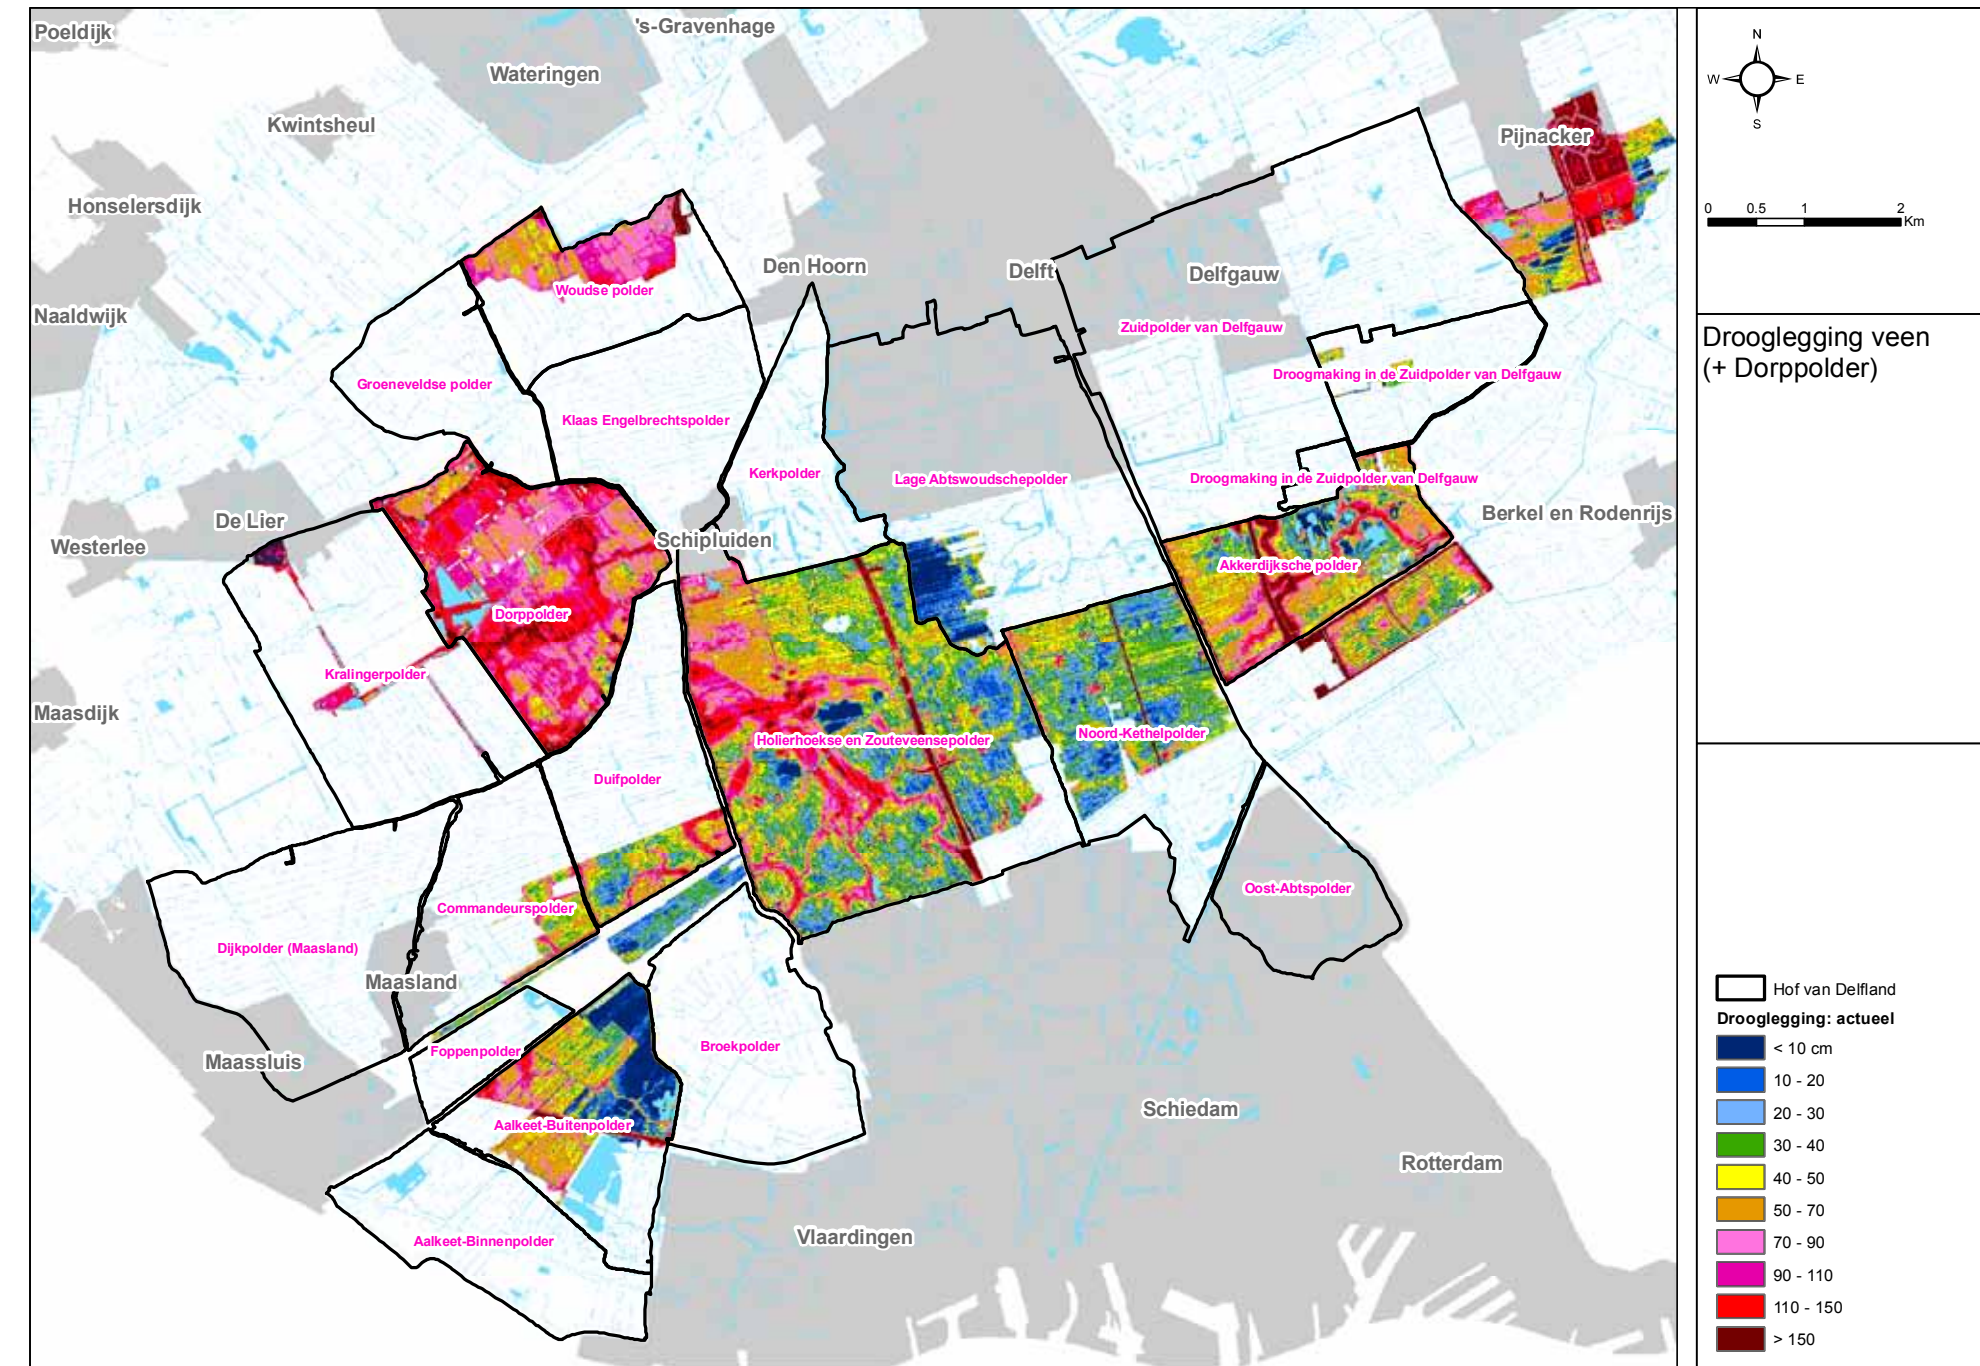 Poeldijk
's-Gravenhage
Wateringen
Kwintsheul
Pijnacker
Honselersdijk
Den Hoorn
Delft
Delfgauw
Woudse polder
Naaldwijk
Zuidpolder van Delfgauw
Groeneveldse polder
Droogmaking in de Zuidpolder van Delfgauw
Klaas Engelbrechtspolder
Kerkpolder
Lage Abtswoudschepolder
Droogmaking in de Zuidpolder van Delfgauw
De Lier
Berkel en Rodenrijs
Westerlee
Schipluiden
Akkerdijksche polder
Dorppolder
Kralingerpolder
Maasdijk
Holierhoekse en Zouteveensepolder
Noord-Kethelpolder
Duifpolder
Oost-Abtspolder
Commandeurspolder
Dijkpolder (Maasland)
Maasland
Maassluis
Foppenpolder
Broekpolder
Schiedam
Aalkeet-Buitenpolder
Rotterdam
Vlaardingen
Aalkeet-Binnenpolder
N
W E
S
0 0.5 1 2
Km
Drooglegging veen
(+ Dorppolder)
Hof van Delfland
Drooglegging: actueel
< 10 cm
10 - 20
20 - 30
30 - 40
40 - 50
50 - 70
70 - 90
90 - 110
110 - 150
> 150